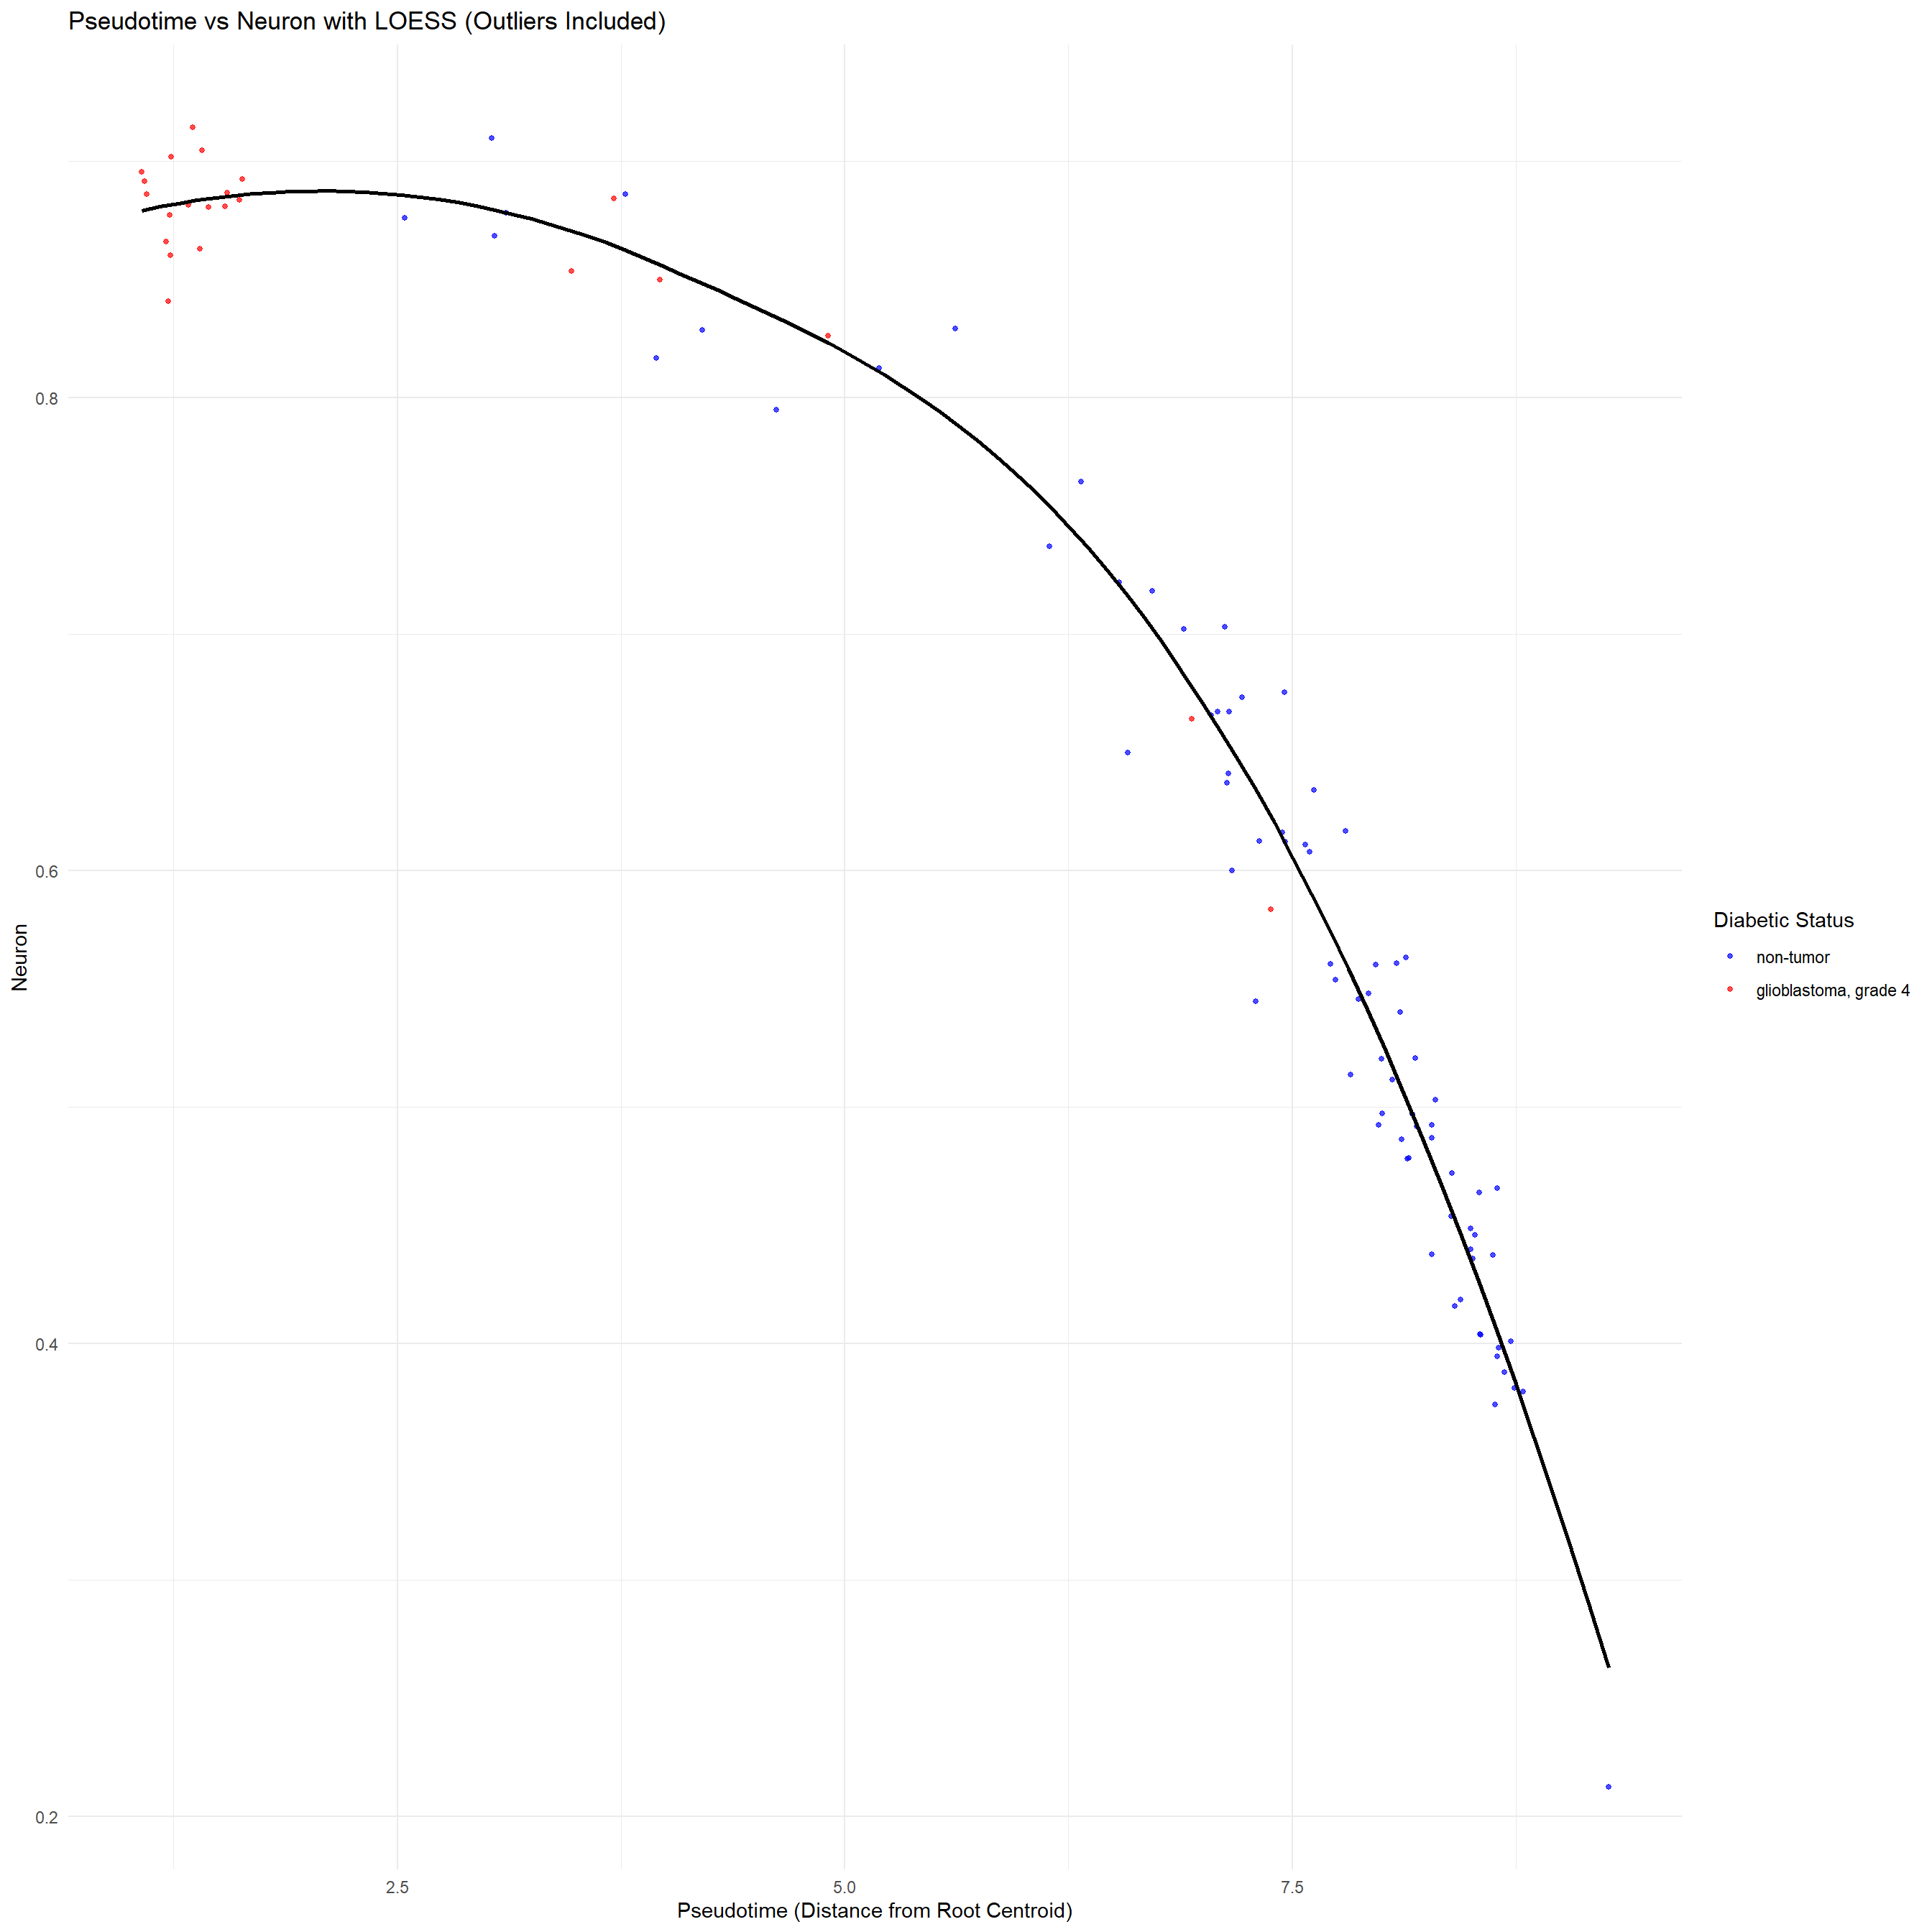 Pseudotime vs Neuron with LOESS (Outliers Included)
0.8
0.6
0.4
0.2
Neuron
2.5
5.0
7.5
Pseudotime (Distance from Root Centroid)
Diabetic Status
non-tumor
glioblastoma, grade 4